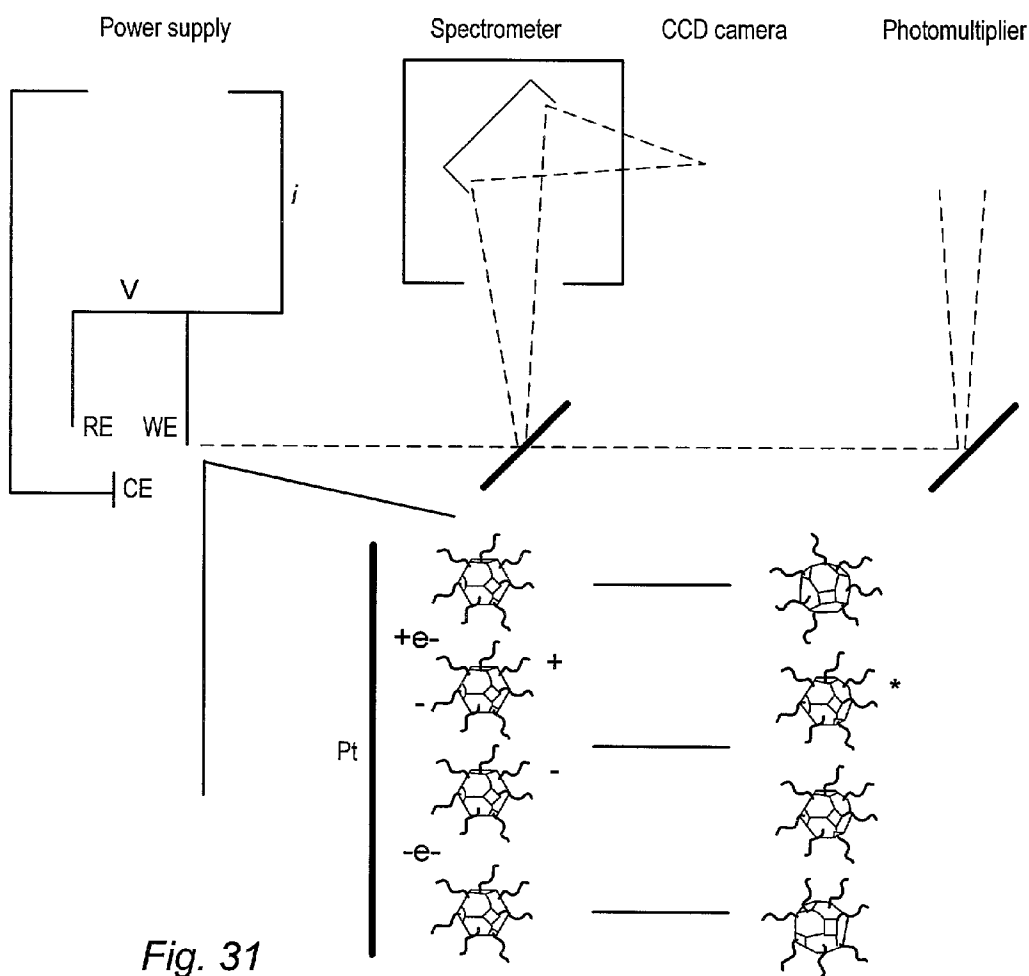 Power supply
Spectrometer
CCD camera
Photomultiplier
i
V
RE
WE
CE
+e-
+
-
*
Pt
-
-e-
Fig. 31